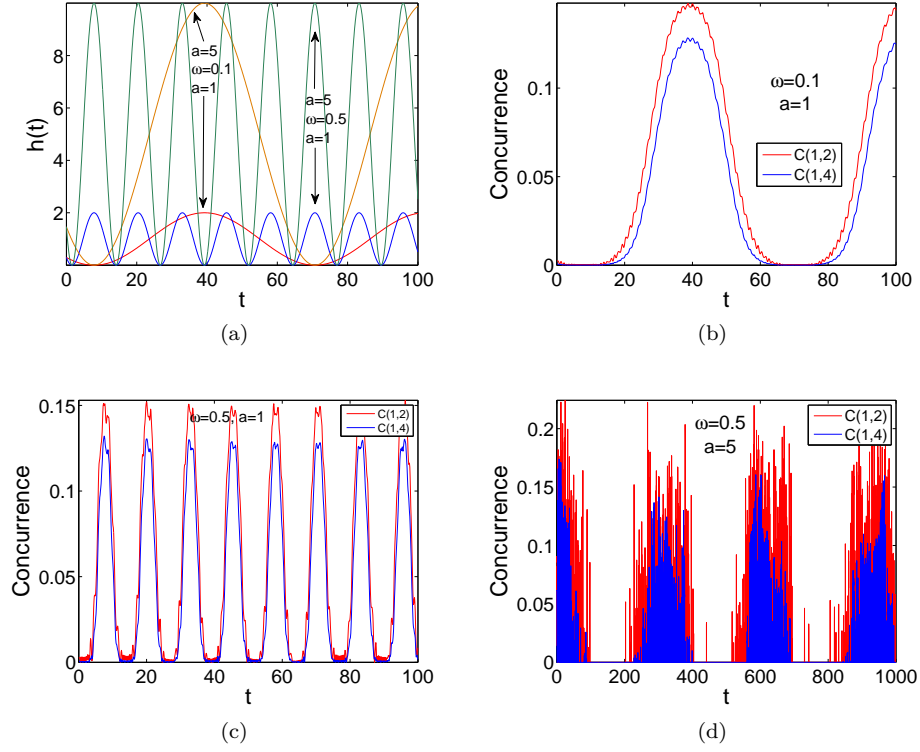 8
6
4
2
0
20
40
60
80
100
h(t)
t
a=5
ω=0.1
a=1
a=5
ω=0.5
a=1
(a)
0.1
0.05
0
0
20
40
60
80
100
Concurrence
t
ω=0.1
a=1
C(1,2)
C(1,4)
(b)
0.15
0.1
0.05
0
0
20
40
60
80
100
Concurrence
t
ω=0.5, a=1
C(1,2)
C(1,4)
(c)
0.2
0.15
0.1
0.05
0
0
200
400
600
800
1000
Concurrence
t
ω=0.5
a=5
C(1,2)
C(1,4)
(d)